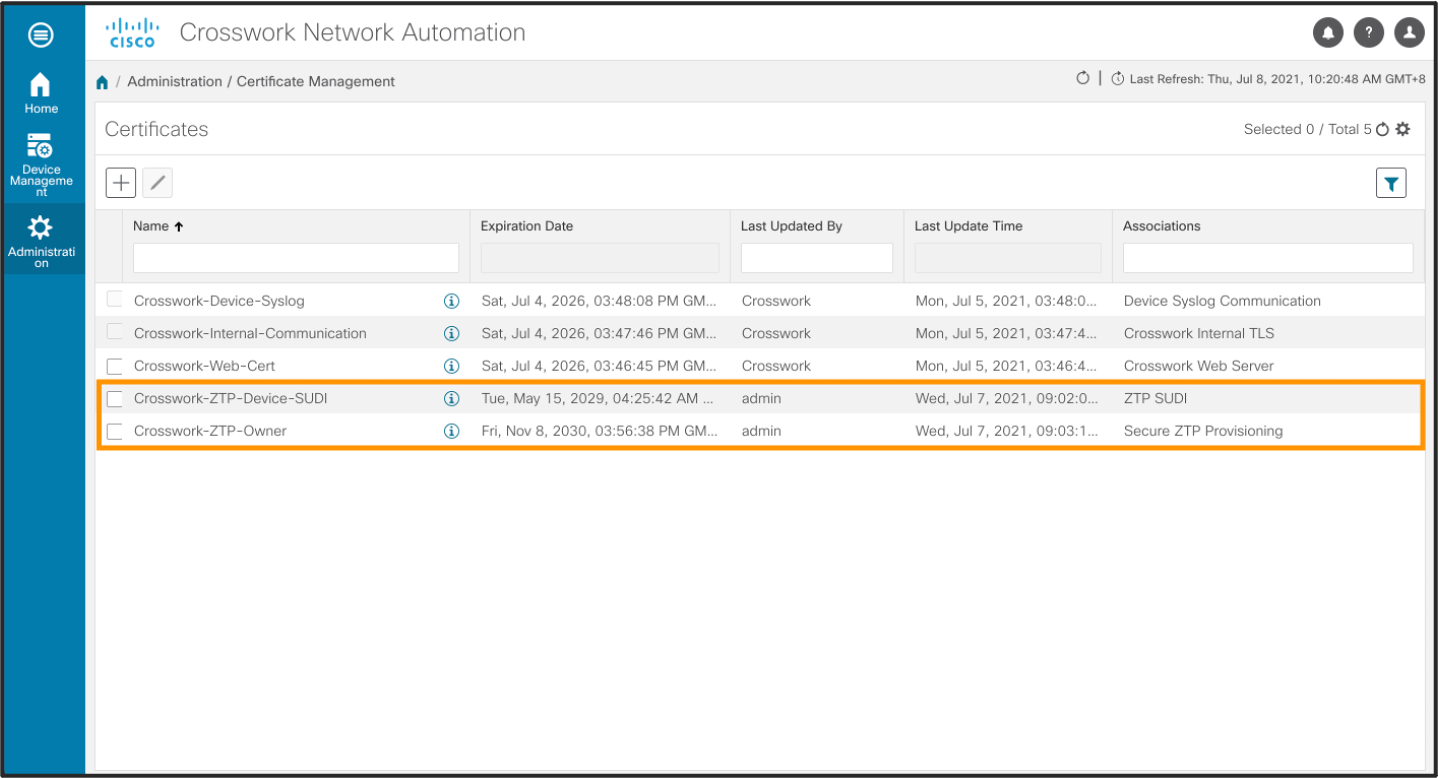 CISCO Crosswork Network Automation ?
Home
Device
Manageme
nt
Administrati
on
/ Administration / Certificate Management
Last Refresh: Thu, Jul 8, 2021, 10:20:48 AM GMT+8
Certificates
Selected 0 / Total 5
Name Expiration Date Last Updated By Last Update Time Associations
Crosswork-Device-Syslog i Sat, Jul 4, 2026, 03:48:08 PM GM... Crosswork Mon, Jul 5, 2021, 03:48:0... Device Syslog Communication
Crosswork-Internal-Communication i Sat, Jul 4, 2026, 03:47:46 PM GM... Crosswork Mon, Jul 5, 2021, 03:47:4... Crosswork Internal TLS
Crosswork-Web-Cert i Sat, Jul 4, 2026, 03:46:45 PM GM... Crosswork Mon, Jul 5, 2021, 03:46:4... Crosswork Web Server
Crosswork-ZTP-Device-SUDI i Tue, May 15, 2029, 04:25:42 AM ... admin Wed, Jul 7, 2021, 09:02:0... ZTP SUDI
Crosswork-ZTP-Owner i Fri, Nov 8, 2030, 03:56:38 PM GM... admin Wed, Jul 7, 2021, 09:03:1... Secure ZTP Provisioning